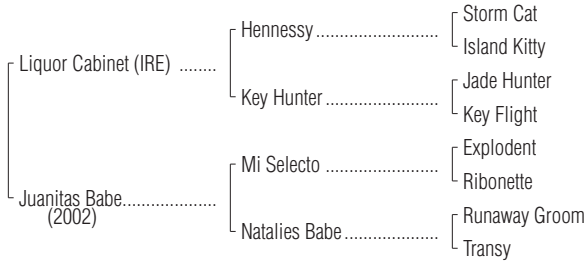 Storm Cat
Hennessy
Island Kitty
Liquor Cabinet (IRE)
Jade Hunter
Key Hunter
Key Flight
Explodent
Mi Selecto
Ribonette
Juanitas Babe
(2002)
Runaway Groom
Natalies Babe
Transy